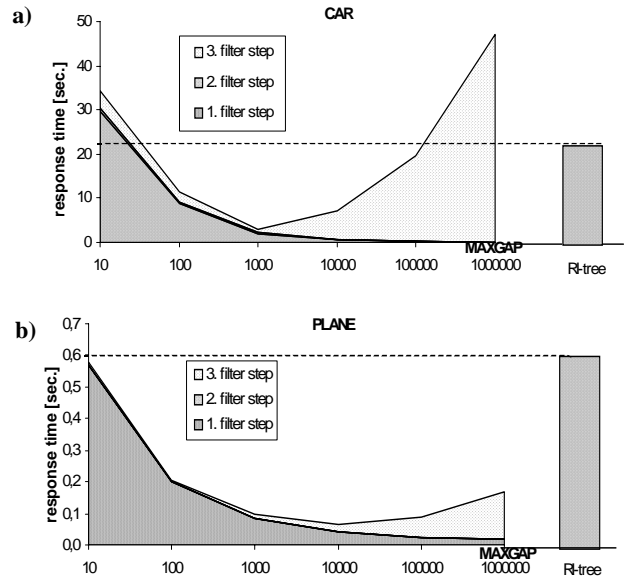 a)
CAR
50
40
30
20
10
0
response time [sec.]
3. filter step
2. filter step
1. filter step
10 100 1000 10000 100000 1000000
MAXGAP
RI-tree
b)
PLANE
0,7
0,6
0,5
0,4
0,3
0,2
0,1
0,0
response time [sec.]
3. filter step
2. filter step
1. filter step
10 100 1000 10000 100000 1000000
MAXGAP
RI-tree